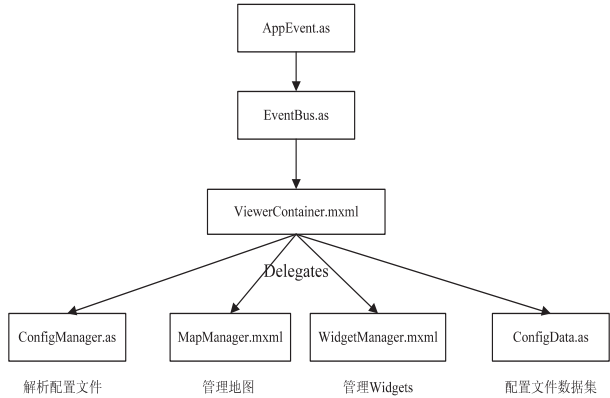 AppEvent.as
EventBus.as
ViewerContainer.mxml
Delegates
ConfigManager.as
MapManager.mxml
WidgetManager.mxml
ConfigData.as
解析配置文件
管理地图
管理Widgets
配置文件数据集